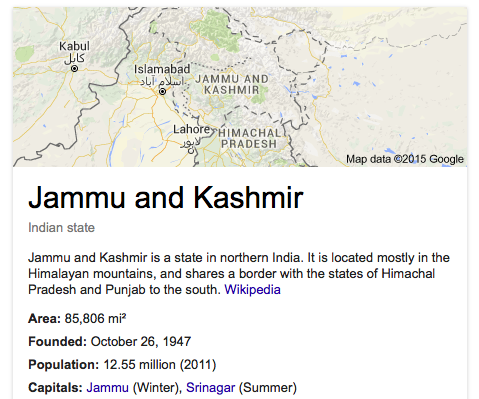 Kabul
کابل
Islamabad
اسلام آباد
JAMMU AND
KASHMIR
Lahore
لاہور
HIMACHAL
PRADESH
Map data ©2015 Google
Jammu and Kashmir
Indian state
Jammu and Kashmir is a state in northern India. It is located mostly in the
Himalayan mountains, and shares a border with the states of Himachal
Pradesh and Punjab to the south. Wikipedia
Area: 85,806 mi²
Founded: October 26, 1947
Population: 12.55 million (2011)
Capitals: Jammu (Winter), Srinagar (Summer)